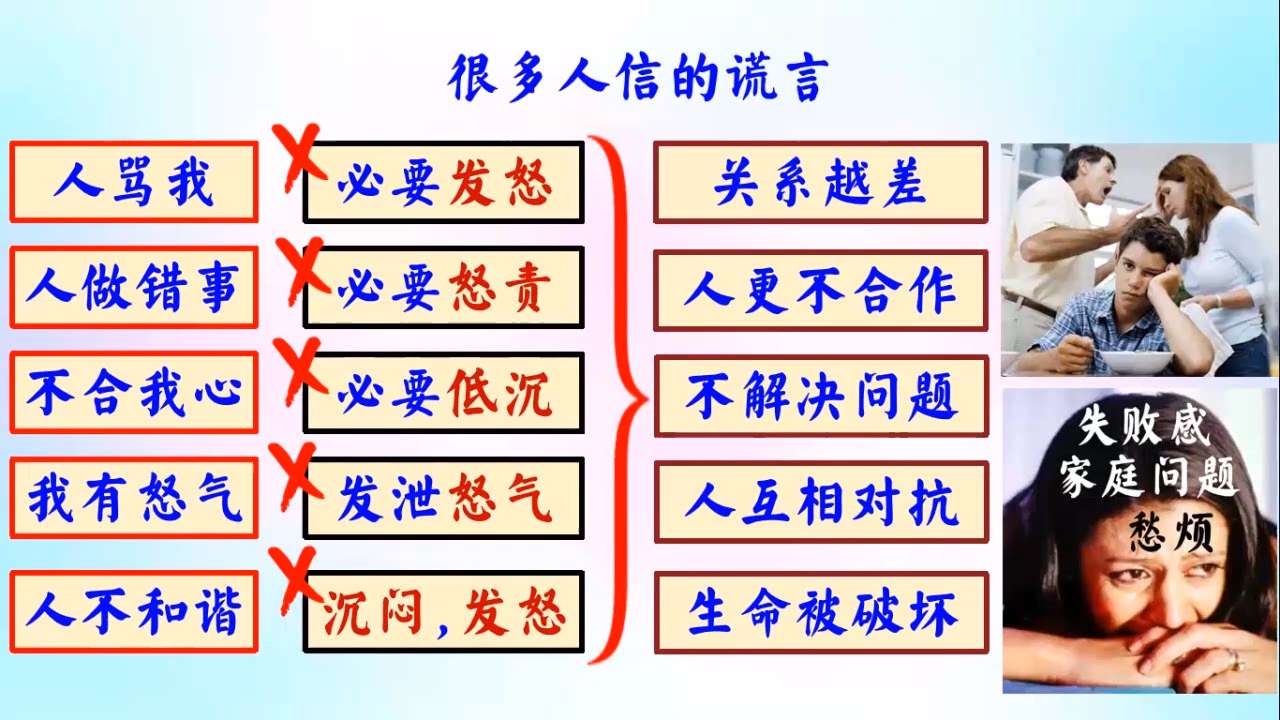 很多人信的谎言
人骂我
必要发怒
关系越差
人做错事
必要怒责
人更不合作
不合我心
必要低沉
不解决问题
我有怒气
发泄怒气
人互相对抗
人不和谐
沉闷,发怒
生命被破坏
失败感
家庭问题
愁烦